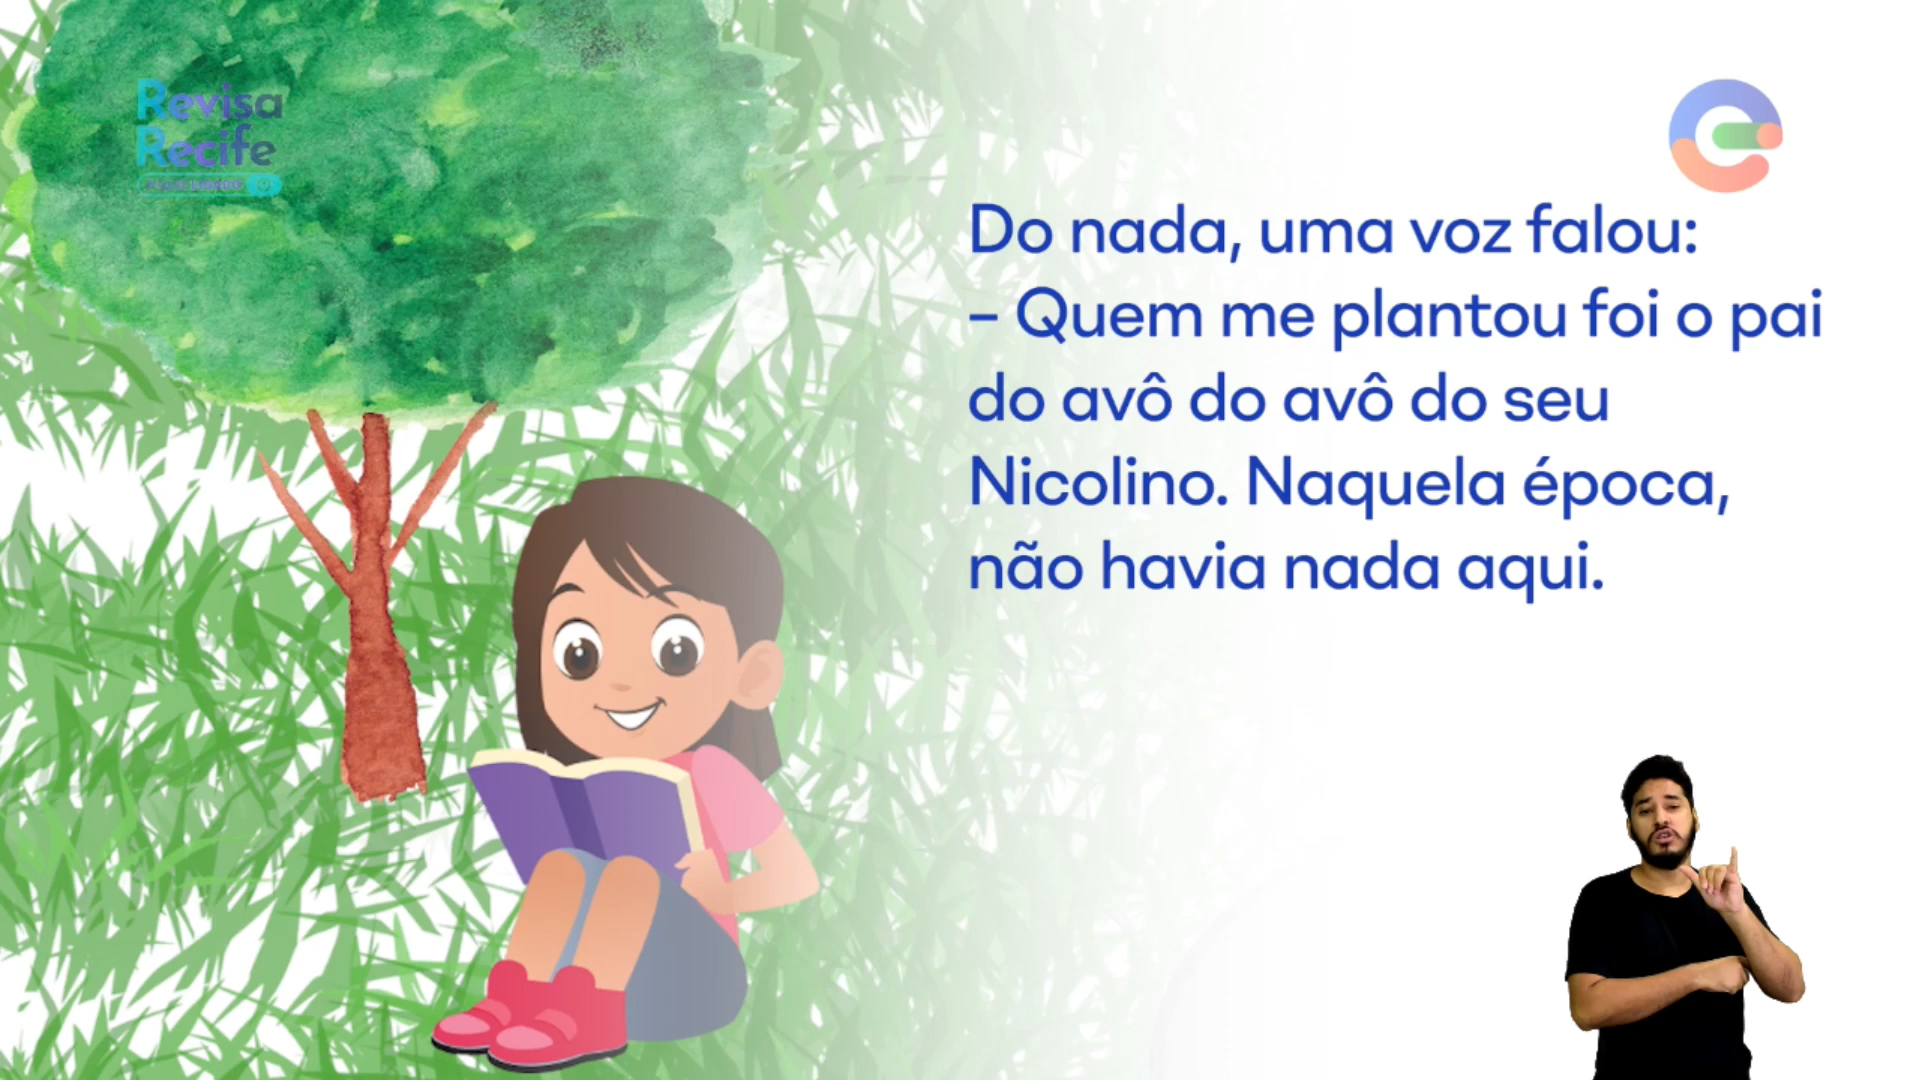 Revisa
Recife
Do nada, uma voz falou:
– Quem me plantou foi o pai
do avô do avô do seu
Nicolino. Naquela época,
não havia nada aqui.